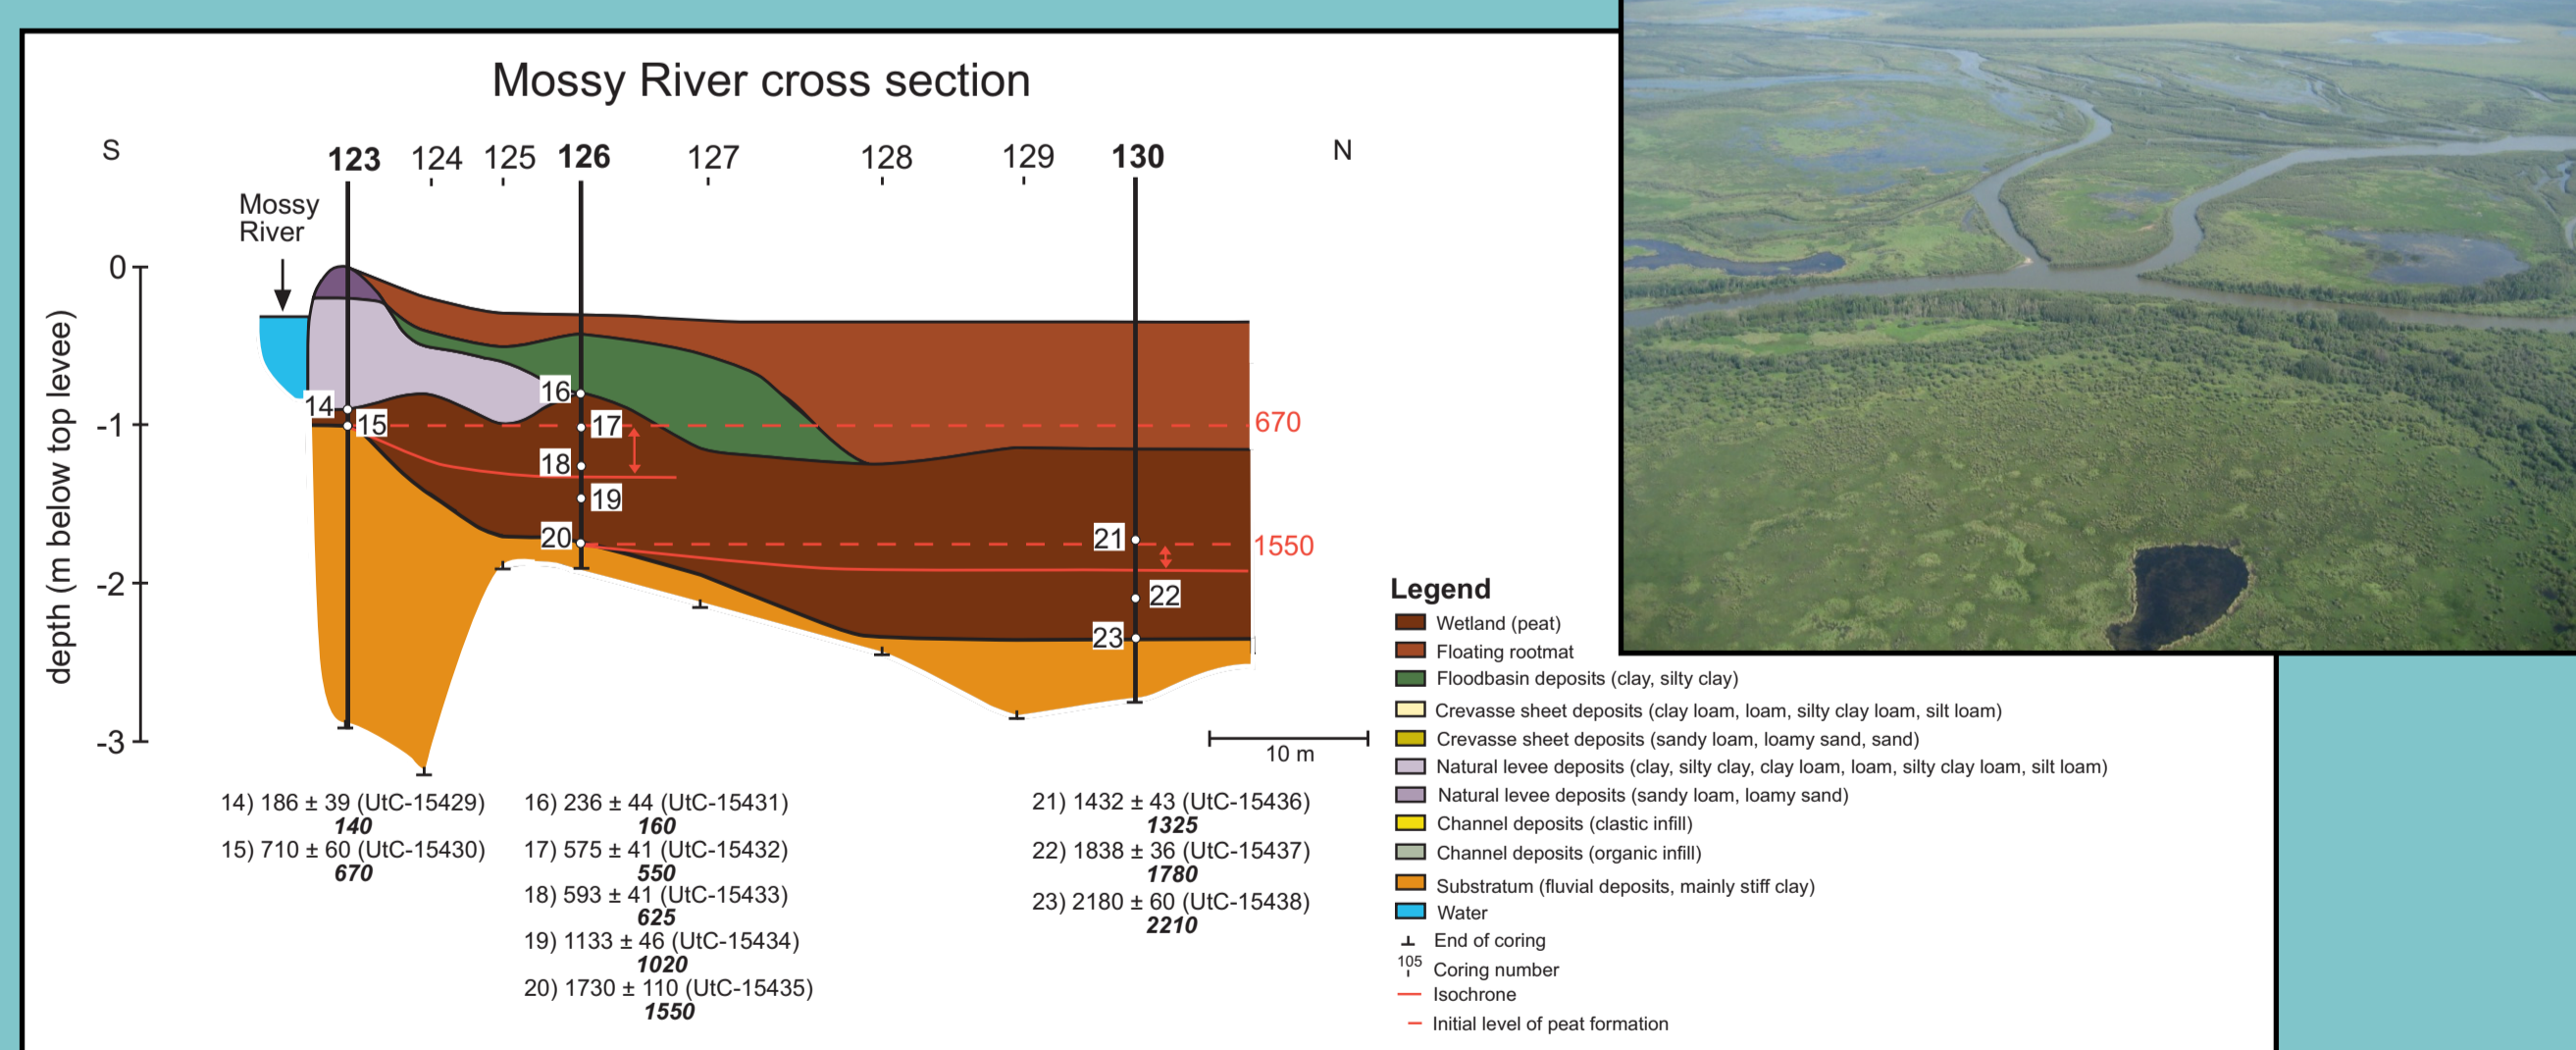 Mossy River cross section
S
123
124
125
126
127
128
129
130
N
Mossy
River
0
-1
-2
-3
depth (m below top levee)
14
15
16
17
18
19
20
21
22
23
670
1550
10 m
14) 186 ± 39 (UtC-15429)
140
15) 710 ± 60 (UtC-15430)
670
16) 236 ± 44 (UtC-15431)
160
17) 575 ± 41 (UtC-15432)
550
18) 593 ± 41 (UtC-15433)
625
19) 1133 ± 46 (UtC-15434)
1020
20) 1730 ± 110 (UtC-15435)
1550
21) 1432 ± 43 (UtC-15436)
1325
22) 1838 ± 36 (UtC-15437)
1780
23) 2180 ± 60 (UtC-15438)
2210
Legend
Wetland (peat)
Floating rootmat
Floodbasin deposits (clay, silty clay)
Crevasse sheet deposits (clay loam, loam, silty clay loam, silt loam)
Crevasse sheet deposits (sandy loam, loamy sand, sand)
Natural levee deposits (clay, silty clay, clay loam, loam, silty clay loam, silt loam)
Natural levee deposits (sandy loam, loamy sand)
Channel deposits (clastic infill)
Channel deposits (organic infill)
Substratum (fluvial deposits, mainly stiff clay)
Water
End of coring
105 Coring number
Isochrone
Initial level of peat formation